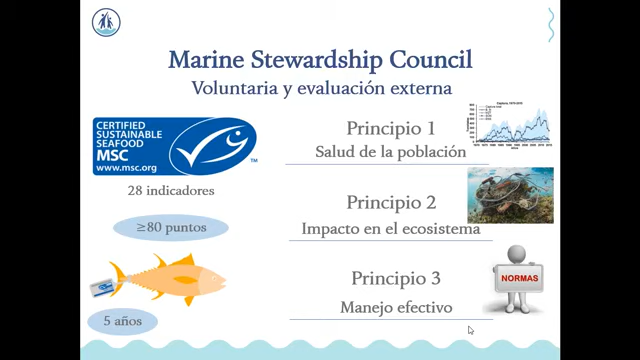 Marine Stewardship Council
Voluntaria y evaluación externa
CERTIFIED
SUSTAINABLE
SEAFOOD
MSC
www.msc.org
TM
28 indicadores
≥80 puntos
5 años
Principio 1
Salud de la población
Principio 2
Impacto en el ecosistema
Principio 3
Manejo efectivo
NORMAS